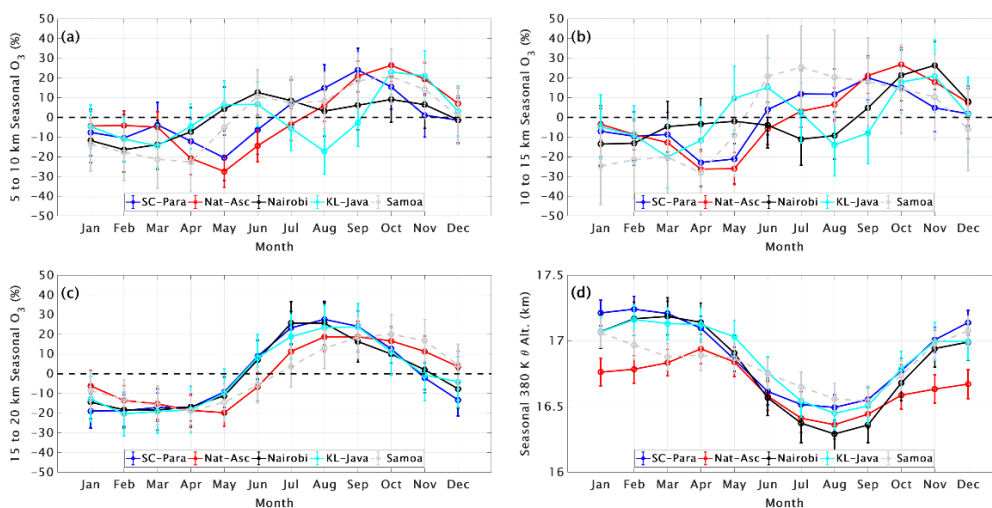 (a)
5 to 10 km Seasonal O3 (%)
50
40
30
20
10
0
-10
-20
-30
-40
-50
SC-Para Nat-Asc Nairobi KL-Java Samoa
Jan Feb Mar Apr May Jun Jul Aug Sep Oct Nov Dec
Month
(b)
10 to 15 km Seasonal O3 (%)
50
40
30
20
10
0
-10
-20
-30
-40
-50
SC-Para Nat-Asc Nairobi KL-Java Samoa
Jan Feb Mar Apr May Jun Jul Aug Sep Oct Nov Dec
Month
(c)
15 to 20 km Seasonal O3 (%)
50
40
30
20
10
0
-10
-20
-30
-40
-50
SC-Para Nat-Asc Nairobi KL-Java Samoa
Jan Feb Mar Apr May Jun Jul Aug Sep Oct Nov Dec
Month
(d)
Seasonal 380 K θ Alt. (km)
17.5
17
16.5
16
SC-Para Nat-Asc Nairobi KL-Java Samoa
Jan Feb Mar Apr May Jun Jul Aug Sep Oct Nov Dec
Month